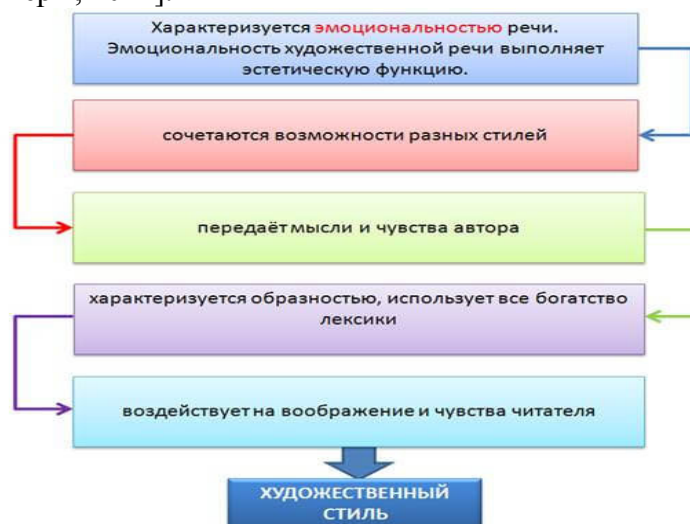 Характеризуется эмоциональностью речи.
Эмоциональность художественной речи выполняет
эстетическую функцию.
сочетаются возможности разных стилей
передаёт мысли и чувства автора
характеризуется образностью, использует все богатство
лексики
воздействует на воображение и чувства читателя
ХУДОЖЕСТВЕННЫЙ
СТИЛЬ